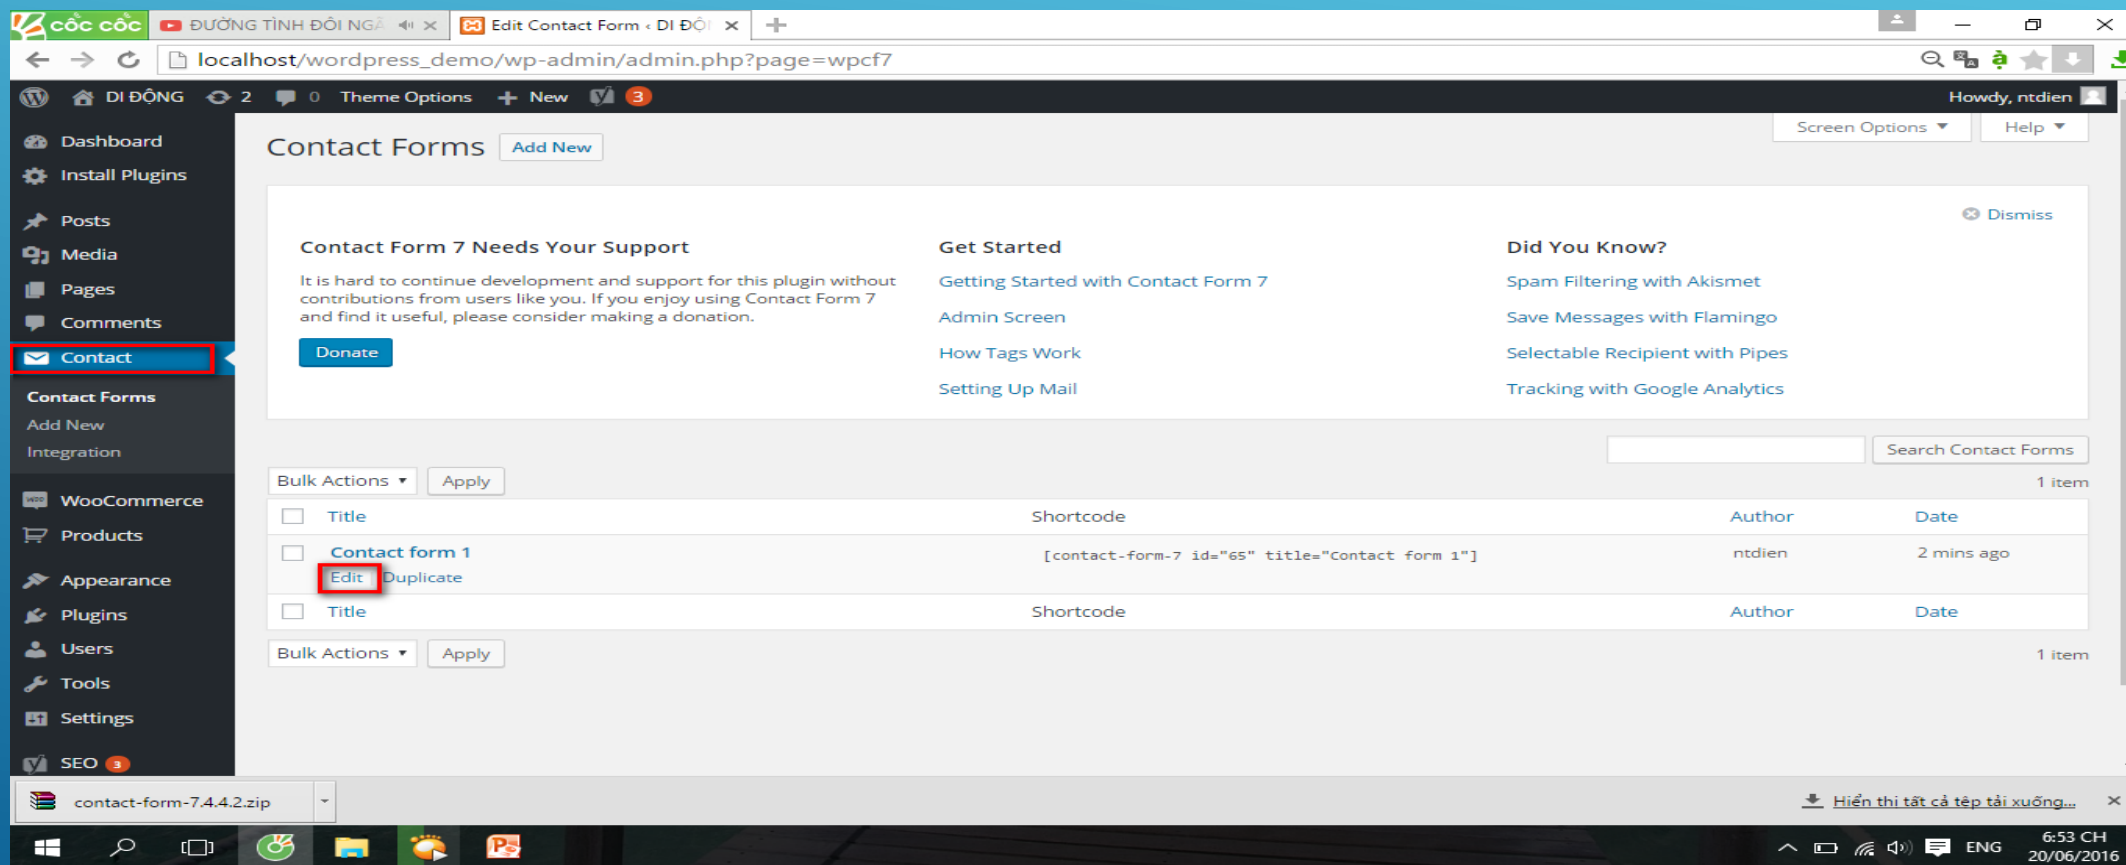 cốc cốc
ĐƯỜNG TÌNH ĐÔI NGÃ
Edit Contact Form ‹ DI ĐỘN
localhost/wordpress_demo/wp-admin/admin.php?page=wpcf7
DI ĐỘNG 2 0 Theme Options + New 3
Howdy, ntdien
Screen Options Help
Dashboard
Install Plugins
Posts
Media
Pages
Comments
Contact
Contact Forms
Add New
Integration
WooCommerce
Products
Appearance
Plugins
Users
Tools
Settings
SEO 3
Contact Forms Add New
Dismiss
Contact Form 7 Needs Your Support
It is hard to continue development and support for this plugin without
contributions from users like you. If you enjoy using Contact Form 7
and find it useful, please consider making a donation.
Donate
Get Started
Getting Started with Contact Form 7
Admin Screen
How Tags Work
Setting Up Mail
Did You Know?
Spam Filtering with Akismet
Save Messages with Flamingo
Selectable Recipient with Pipes
Tracking with Google Analytics
Search Contact Forms
Bulk Actions Apply
1 item
Title Shortcode Author Date
Contact form 1 [contact-form-7 id="65" title="Contact form 1"] ntdien 2 mins ago
Edit Duplicate
Title Shortcode Author Date
Bulk Actions Apply
1 item
contact-form-7.4.4.2.zip
Hiển thị tất cả tệp tải xuống...
ENG
6:53 CH
20/06/2016